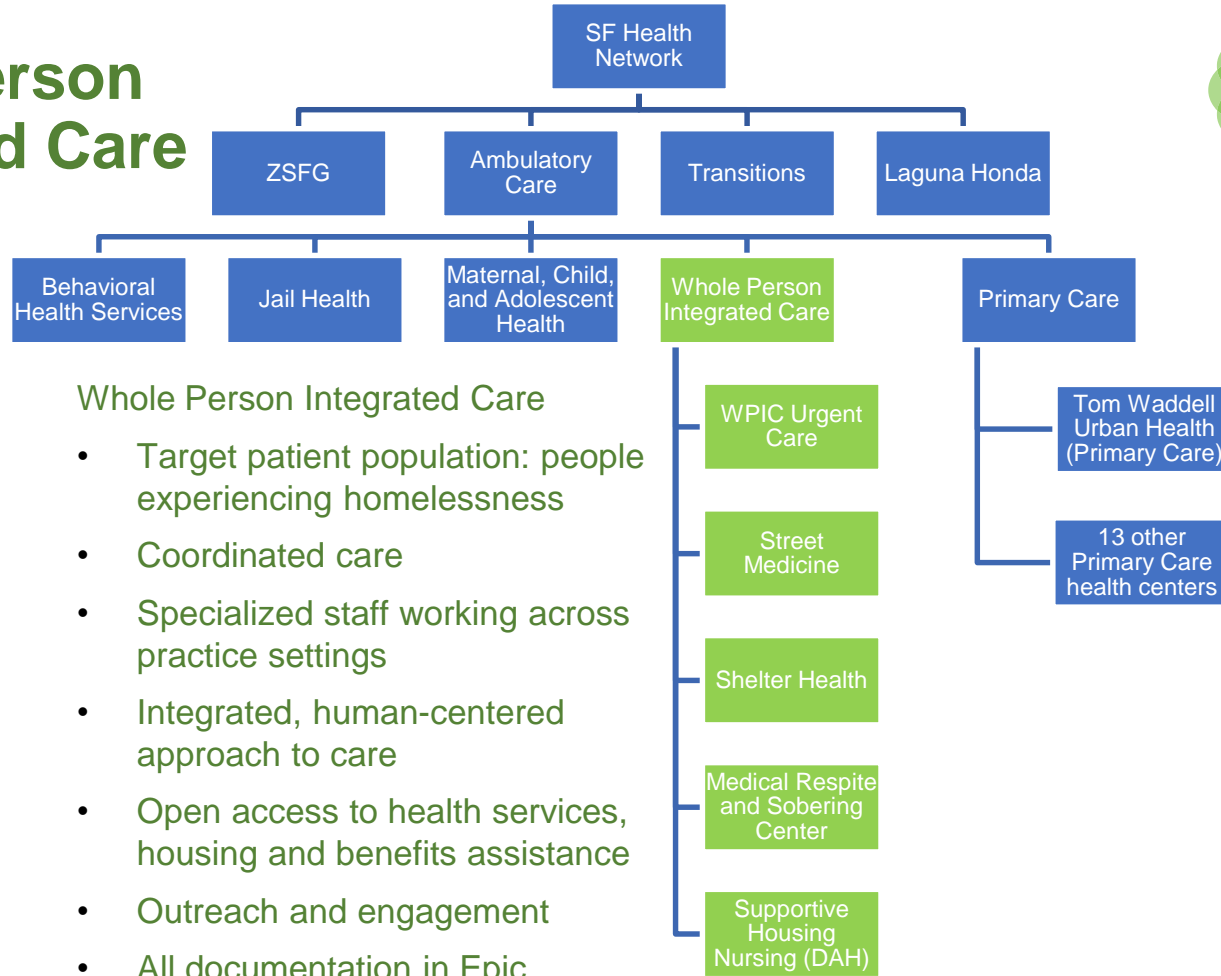 SF Health
Network
erson
d Care
ZSFG
Ambulatory
Care
Transitions
Laguna Honda
Behavioral
Health Services
Jail Health
Maternal, Child,
and Adolescent
Health
Whole Person
Integrated Care
Primary Care
Whole Person Integrated Care
• Target patient population: people
experiencing homelessness
• Coordinated care
• Specialized staff working across
practice settings
• Integrated, human-centered
approach to care
• Open access to health services,
housing and benefits assistance
• Outreach and engagement
• All documentation in Epic
WPIC Urgent
Care
Street
Medicine
Shelter Health
Medical Respite
and Sobering
Center
Supportive
Housing
Nursing (DAH)
Tom Waddell
Urban Health
(Primary Care)
13 other
Primary Care
health centers